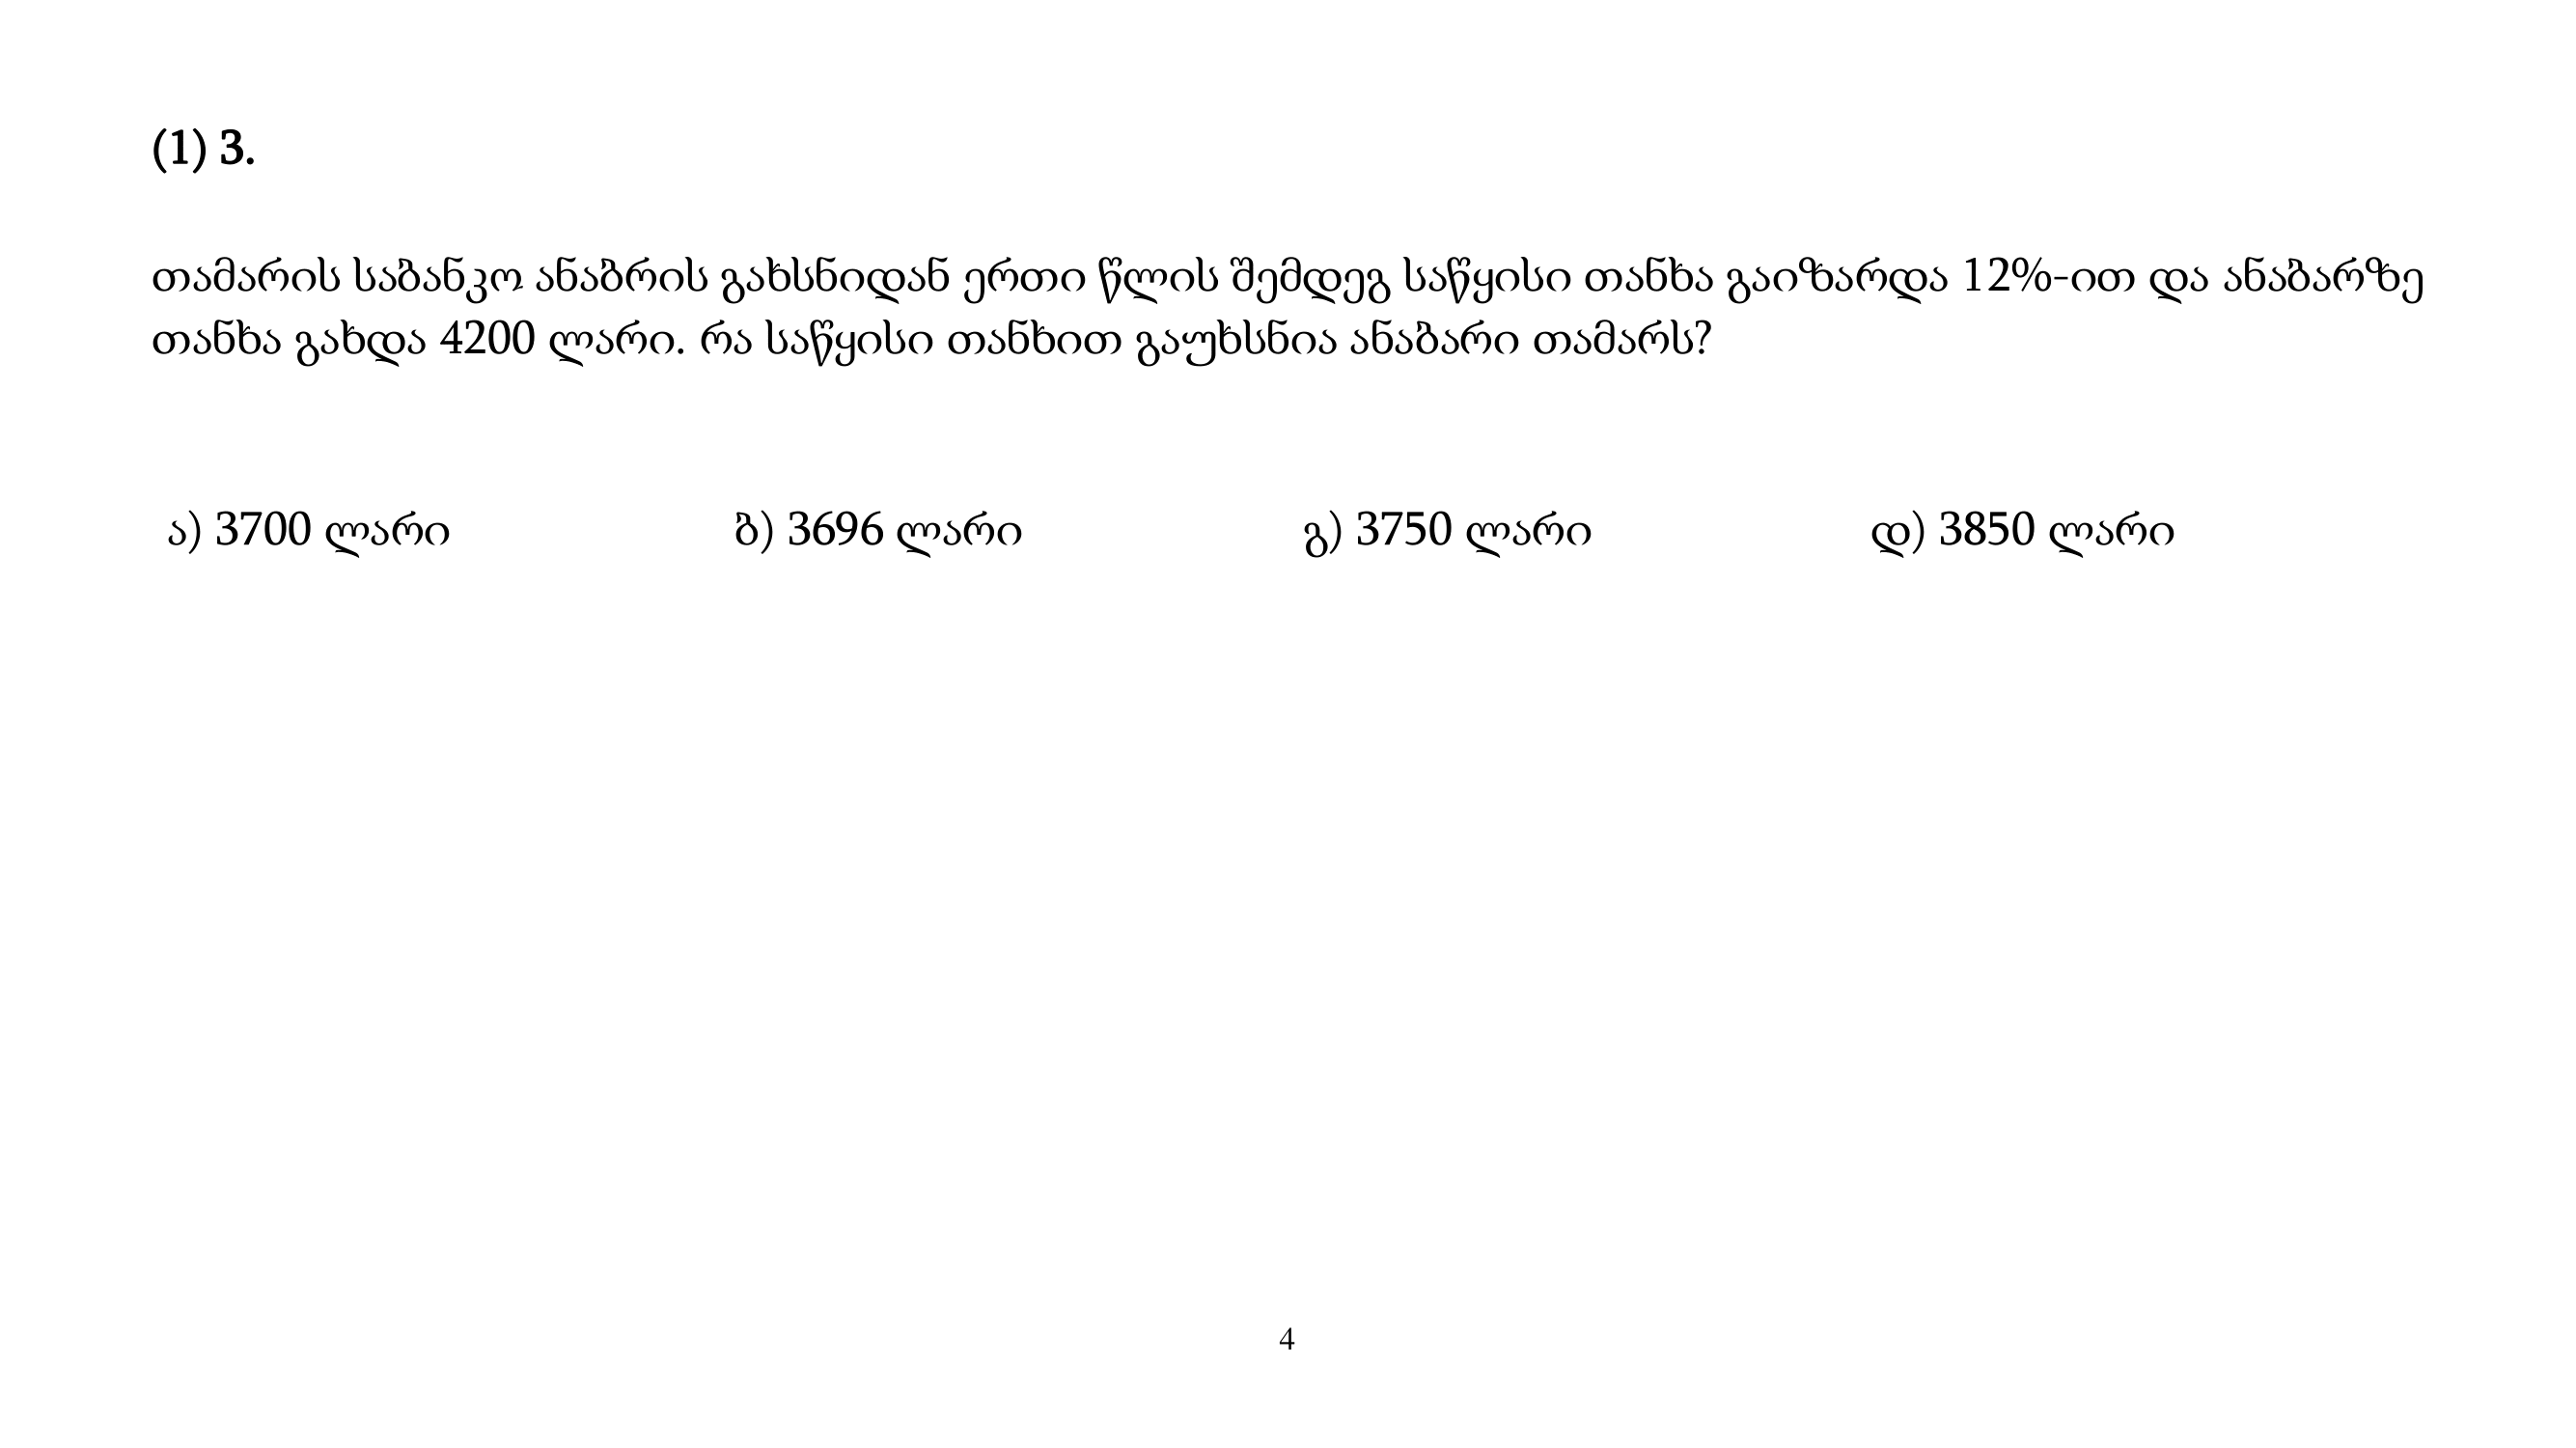 (1) 3.
თამარის საბანკო ანაბრის გახსნიდან ერთი წლის შემდეგ საწყისი თანხა გაიზარდა 12%-ით და ანაბარზე
თანხა გახდა 4200 ლარი. რა საწყისი თანხით გაუხსნია ანაბარი თამარს?
ა) 3700 ლარი ბ) 3696 ლარი გ) 3750 ლარი დ) 3850 ლარი
4